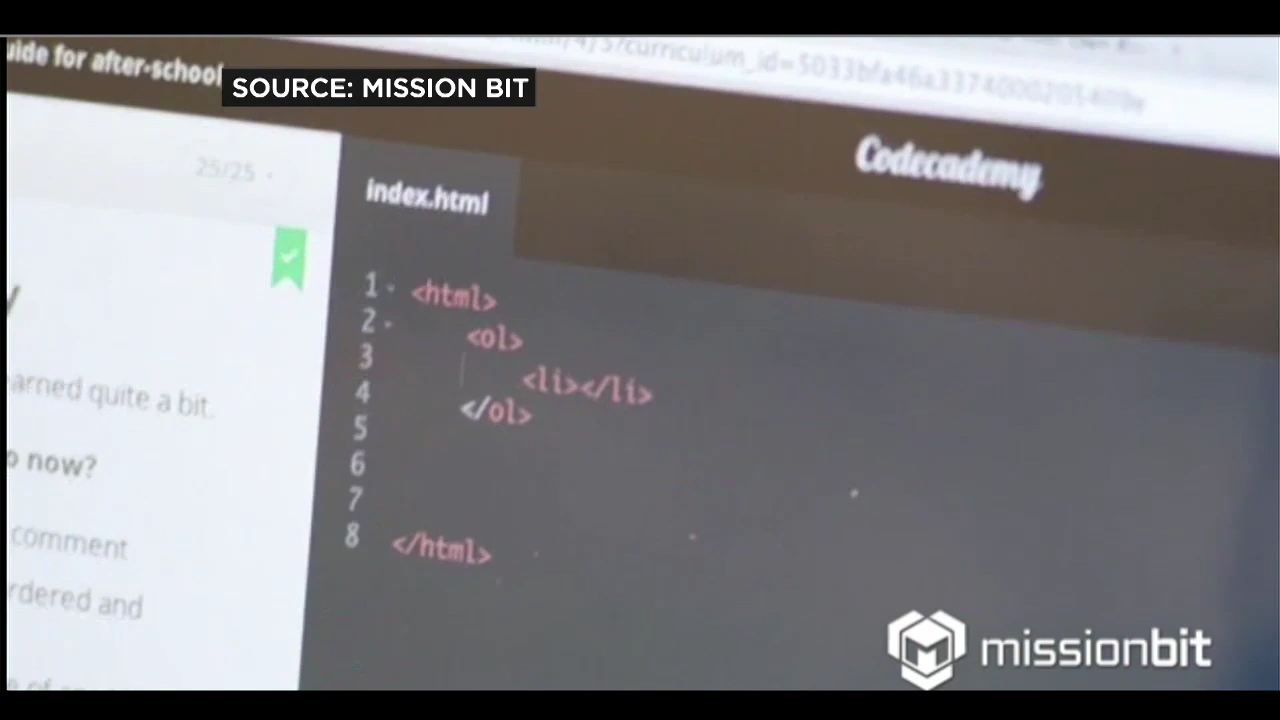 uide for after-school
SOURCE: MISSION BIT
Codecademy
25/25
index.html
1 <html>
2 <ol>
3 <li></li>
4 </ol>
5
6
7
8 </html>
arned quite a bit.
now?
comment
rdered and
missionbit